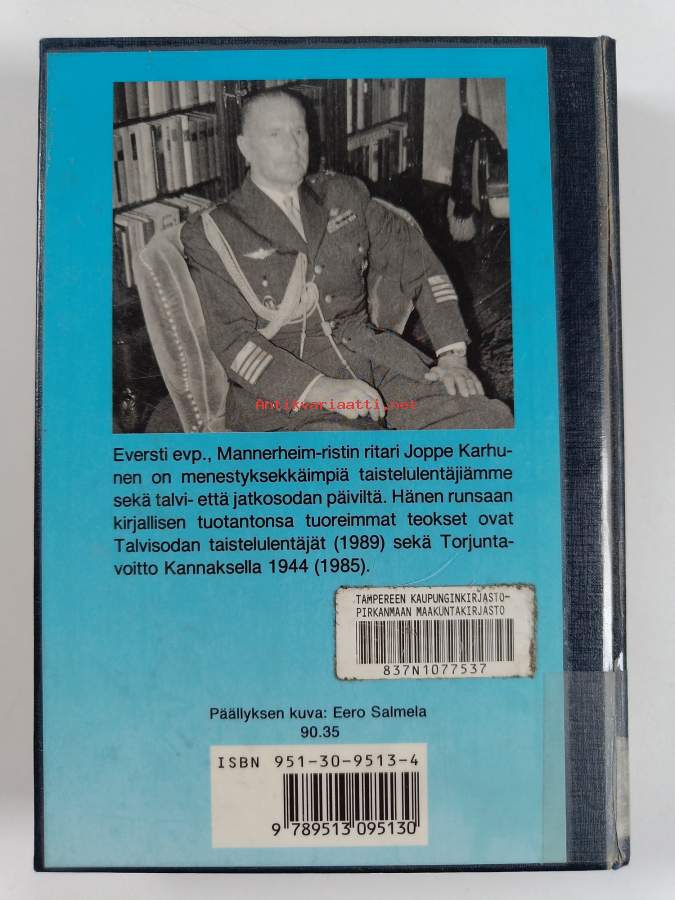 Antikvariaatti.net
Eversti evp., Mannerheim-ristin ritari Joppe Karhu-
nen on menestyksekkäimpiä taistelulentäjiämme
sekä talvi- että jatkosodan päiviltä. Hänen runsaan
kirjallisen tuotantonsa tuoreimmat teokset ovat
Talvisodan taistelulentäjät (1989) sekä Torjunta-
voitto Kannaksella 1944 (1985).
TAMPEREEN KAUPUNGINKIRJASTO-
PIRKANMAAN MAAKUNTAKIRJASTO
837N1077537
Päällyksen kuva: Eero Salmela
90.35
ISBN 951-30-9513-4
9 789513 095130